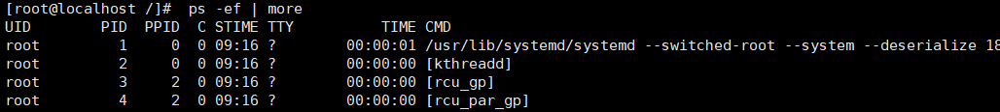 [root@localhost /]#  ps -ef | more
UID        PID  PPID  C STIME TTY          TIME CMD
root         1     0  0 09:16 ?        00:00:01 /usr/lib/systemd/systemd --switched-root --system --deserialize 18
root         2     0  0 09:16 ?        00:00:00 [kthreadd]
root         3     2  0 09:16 ?        00:00:00 [rcu_gp]
root         4     2  0 09:16 ?        00:00:00 [rcu_par_gp]